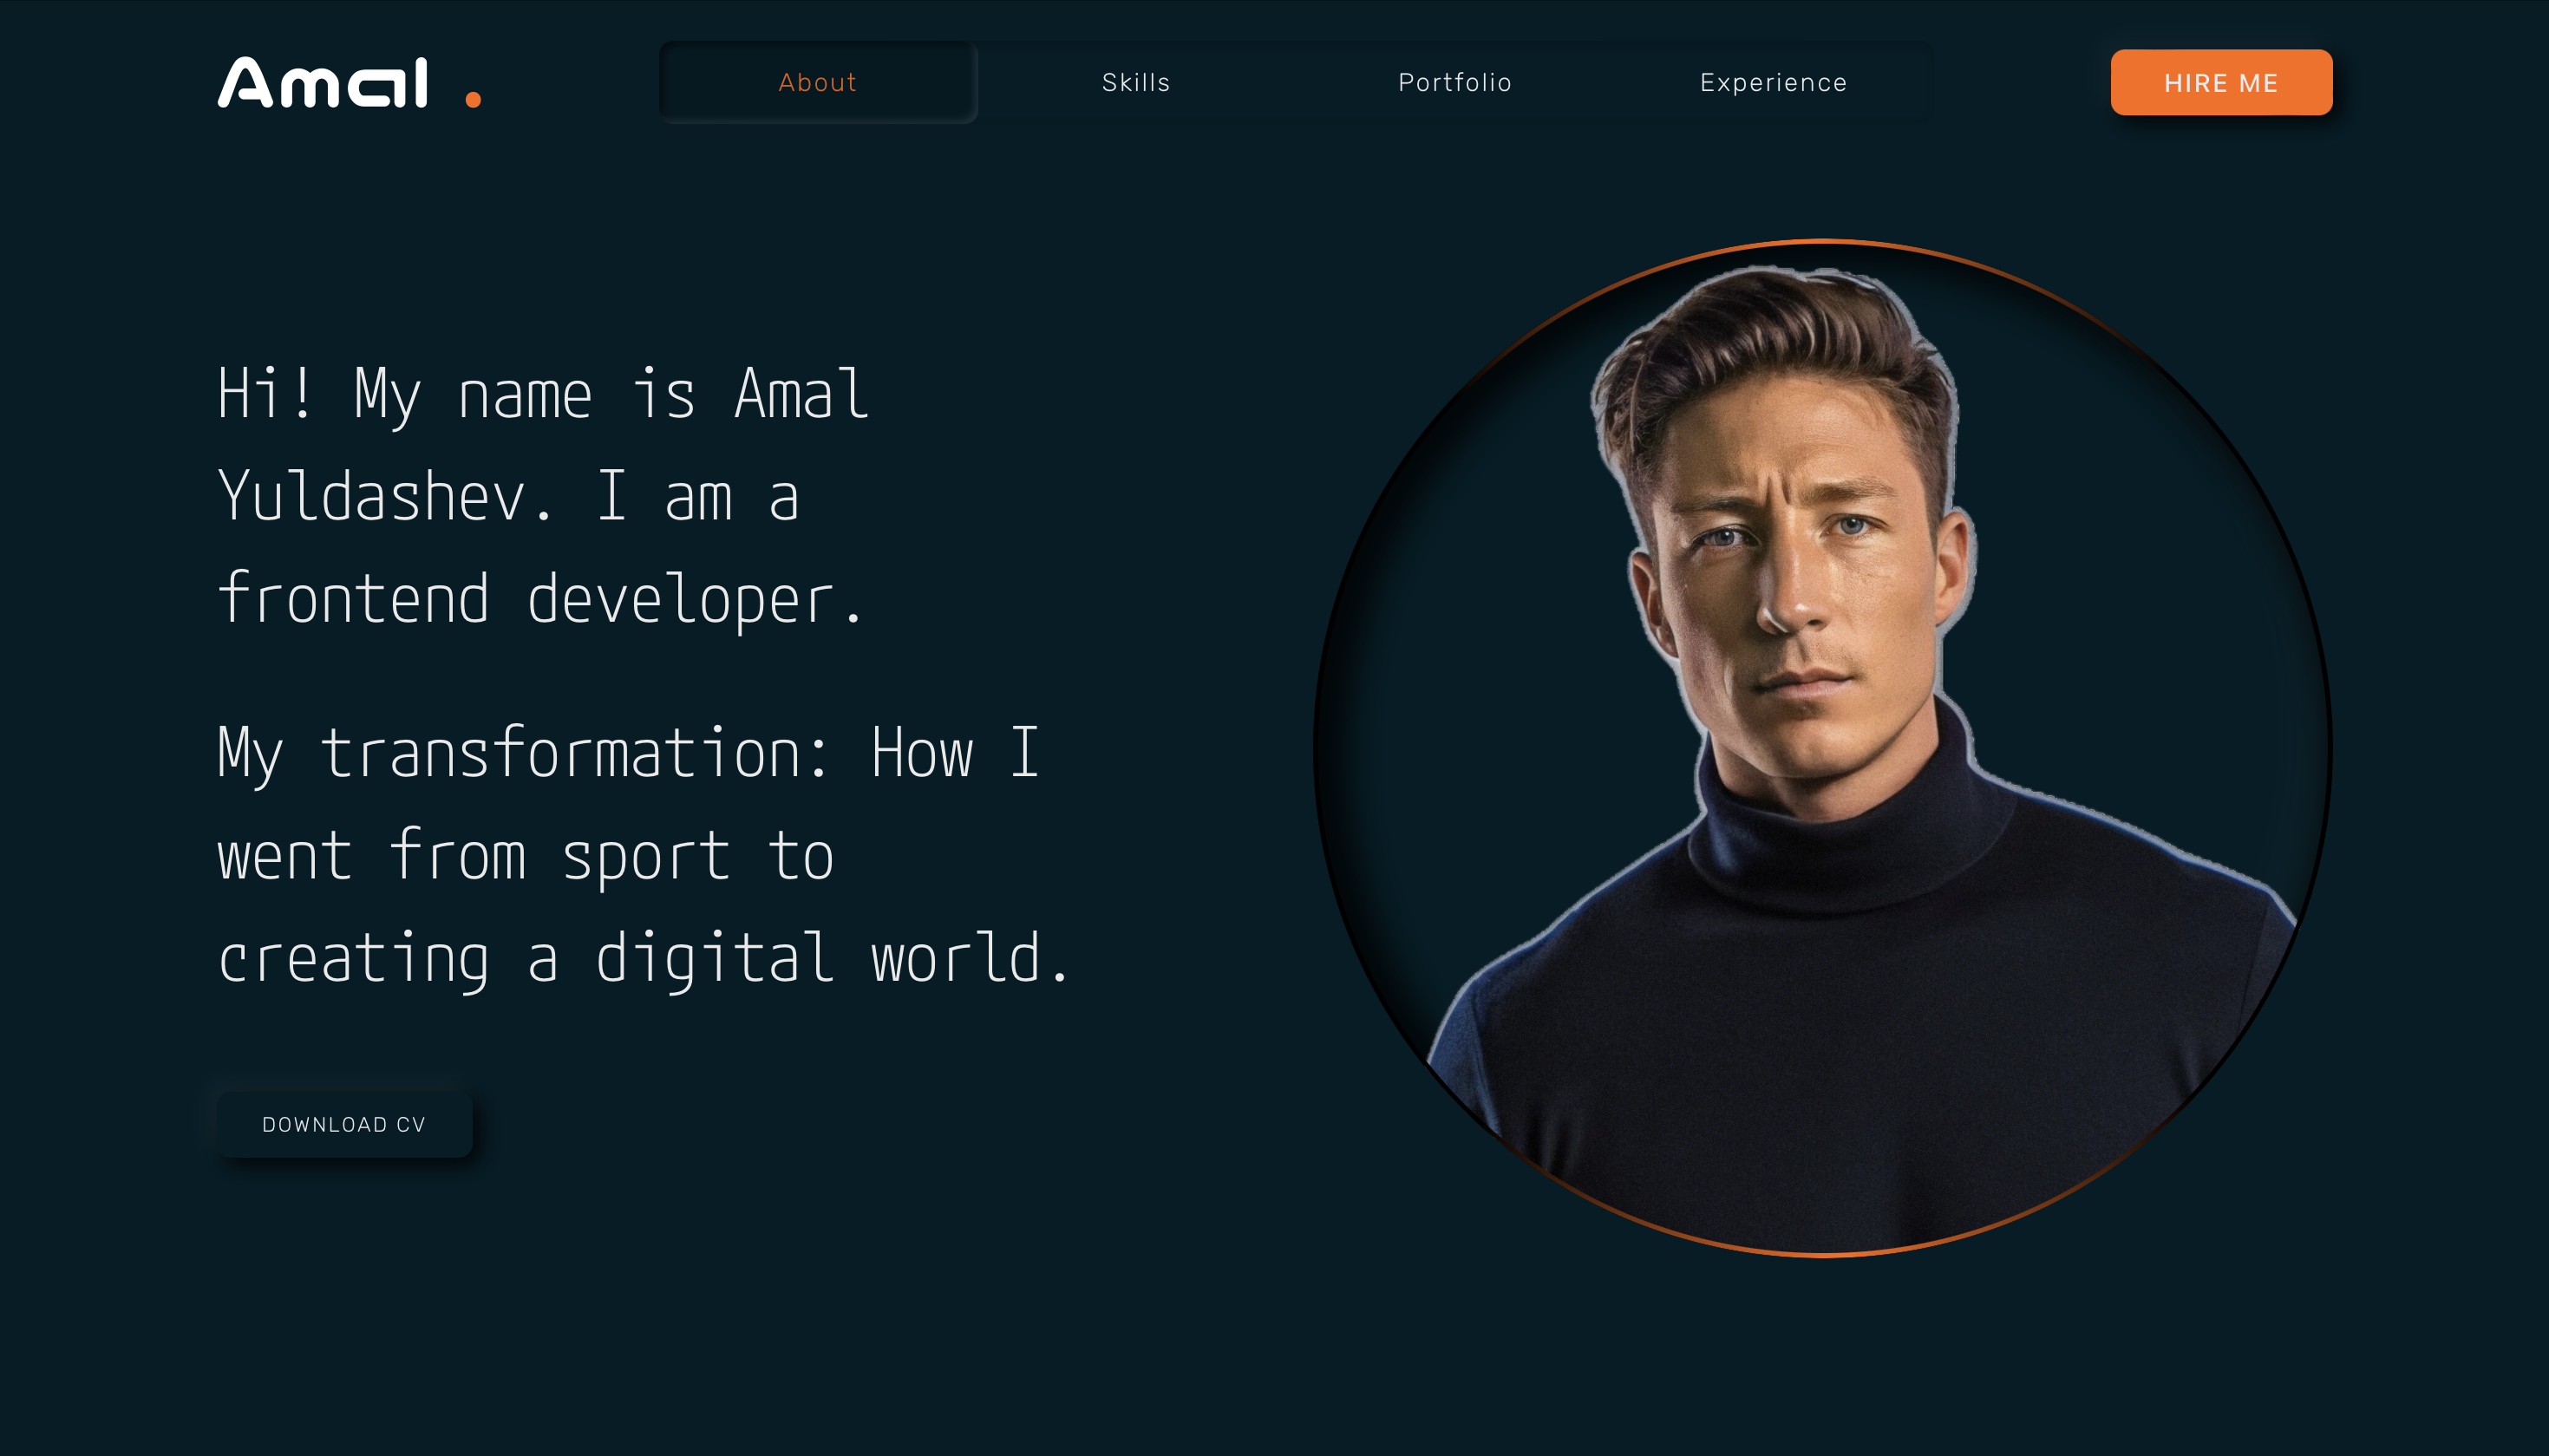 Amal .
About
Skills
Portfolio
Experience
HIRE ME
Hi! My name is Amal
Yuldashev. I am a
frontend developer.
My transformation: How I
went from sport to
creating a digital world.
DOWNLOAD CV